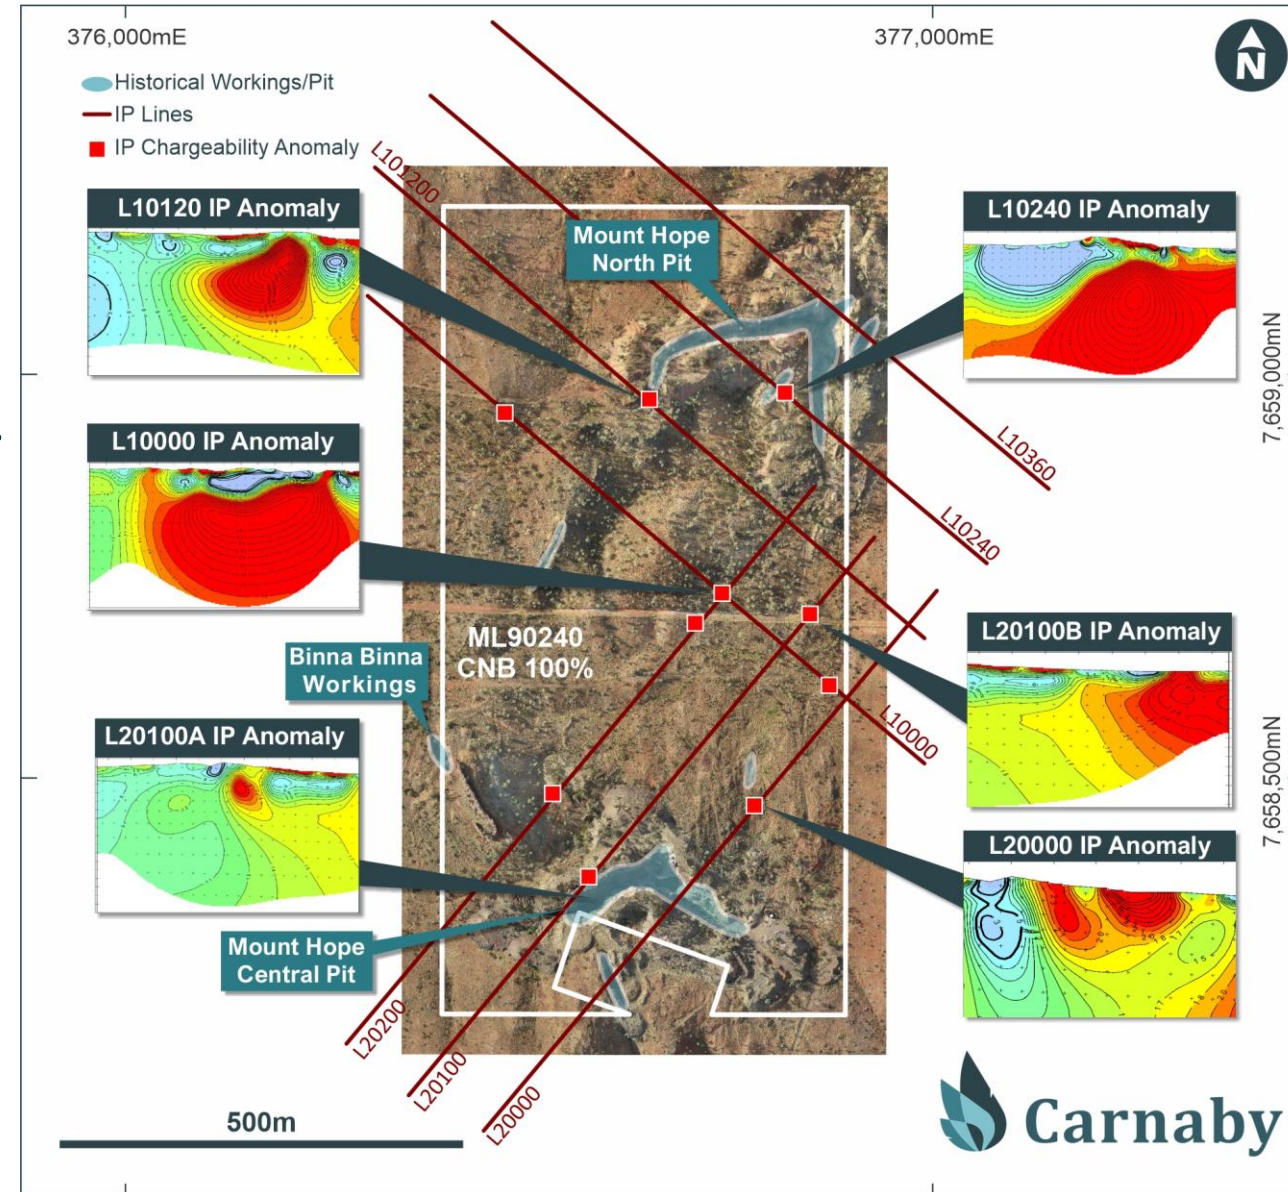 376,000mE
377,000mE
N
Historical Workings/Pit
IP Lines
IP Chargeability Anomaly
L101200
L10120 IP Anomaly
Mount Hope
North Pit
L10240 IP Anomaly
7,659,000mN
L10360
L10000 IP Anomaly
L10240
ML90240
CNB 100%
Binna Binna
Workings
L20100B IP Anomaly
L10000
L20100A IP Anomaly
7,658,500mN
L20000 IP Anomaly
Mount Hope
Central Pit
L20200
L20100
L20000
500m
Carnaby